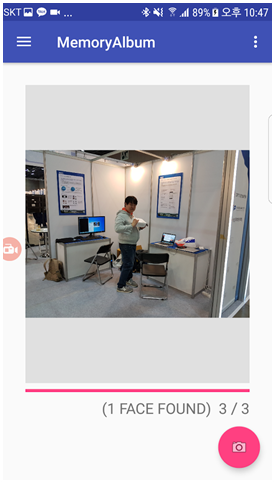 SKT ... 89% 오후 10:47
MemoryAlbum
(1 FACE FOUND) 3 / 3